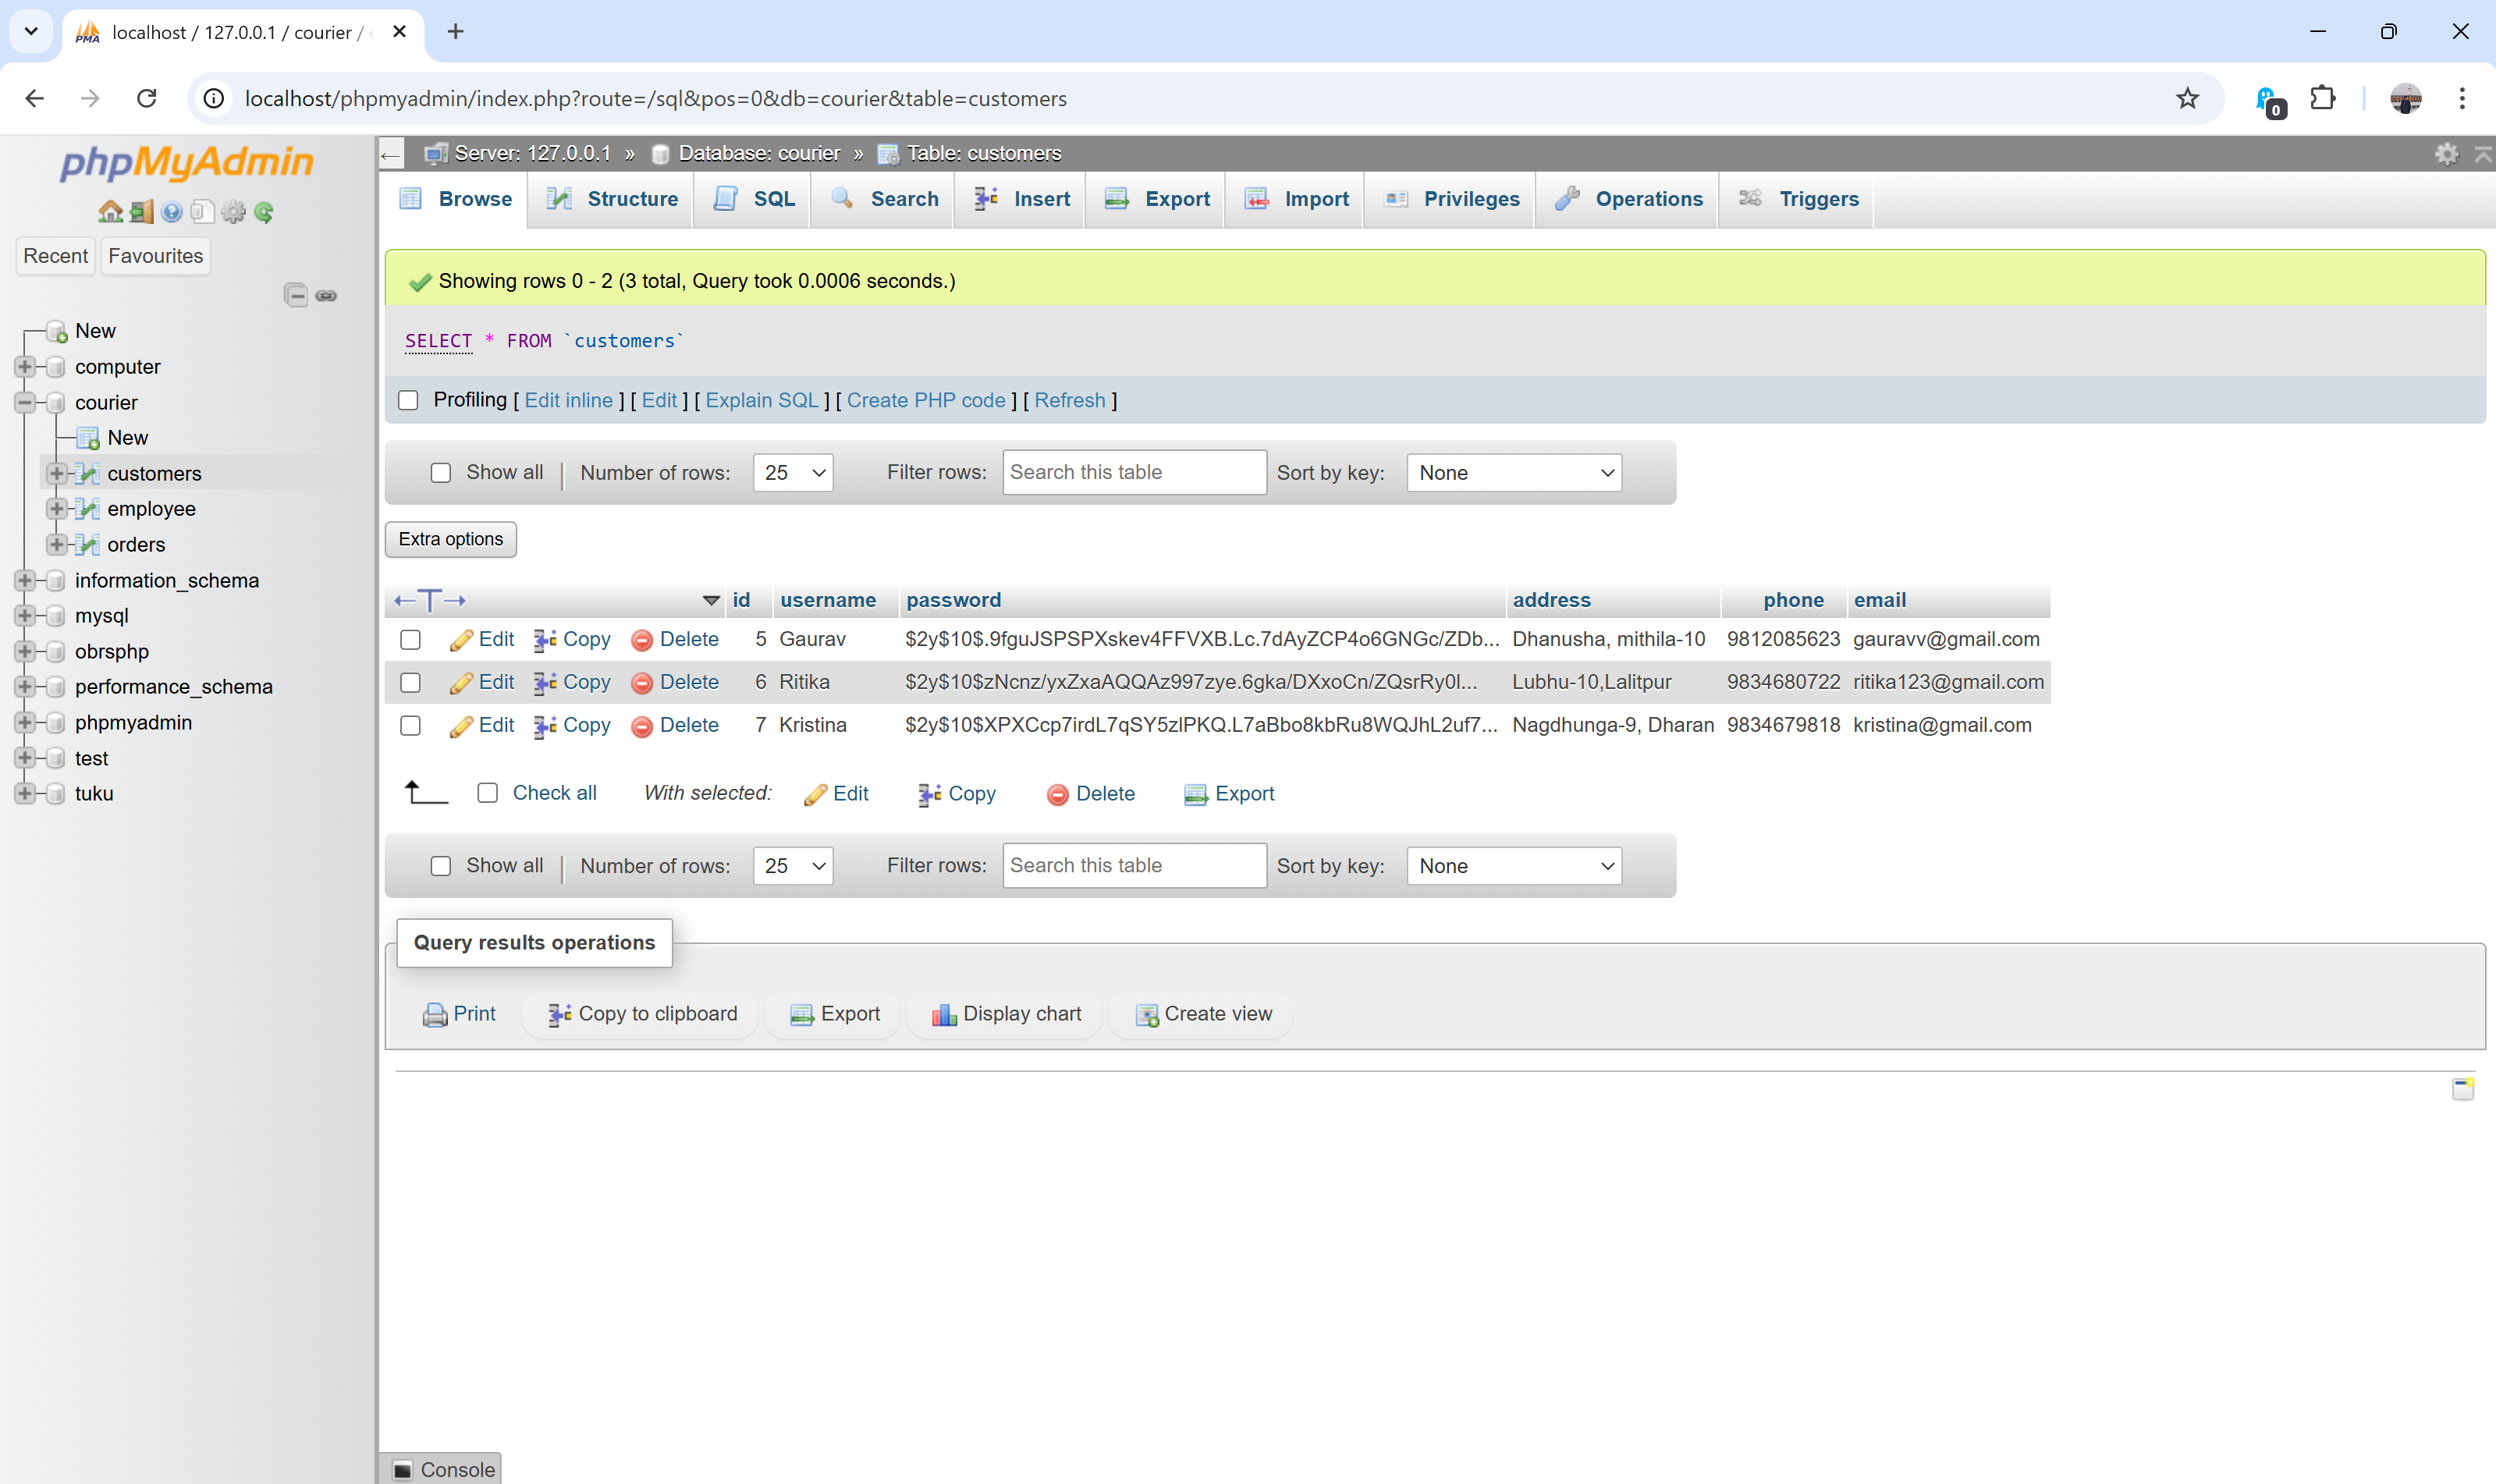 localhost / 127.0.0.1 / courier /
localhost/phpmyadmin/index.php?route=/sql&pos=0&db=courier&table=customers
0
phpMyAdmin
Recent Favourites
New
computer
courier
New
customers
employee
orders
information_schema
mysql
obrsphp
performance_schema
phpmyadmin
test
tuku
Server: 127.0.0.1 » Database: courier » Table: customers
Browse Structure SQL Search Insert Export Import Privileges Operations Triggers
Showing rows 0 - 2 (3 total, Query took 0.0006 seconds.)
SELECT * FROM `customers`
Profiling [ Edit inline ] [ Edit ] [ Explain SQL ] [ Create PHP code ] [ Refresh ]
Show all | Number of rows: 25 Filter rows: Search this table Sort by key: None
Extra options
id username password address phone email
Edit Copy Delete 5 Gaurav $2y$10$.9fguJSPSPXskev4FFVXB.Lc.7dAyZCP4o6GNGc/ZDb... Dhanusha, mithila-10 9812085623 gauravv@gmail.com
Edit Copy Delete 6 Ritika $2y$10$zNcnz/yxZxaAQQAz997zye.6gka/DXxoCn/ZQsrRy0l... Lubhu-10,Lalitpur 9834680722 ritika123@gmail.com
Edit Copy Delete 7 Kristina $2y$10$XPXCcp7irdL7qSY5zlPKQ.L7aBbo8kbRu8WQJhL2uf7... Nagdhunga-9, Dharan 9834679818 kristina@gmail.com
Check all With selected: Edit Copy Delete Export
Show all | Number of rows: 25 Filter rows: Search this table Sort by key: None
Query results operations
Print Copy to clipboard Export Display chart Create view
Console